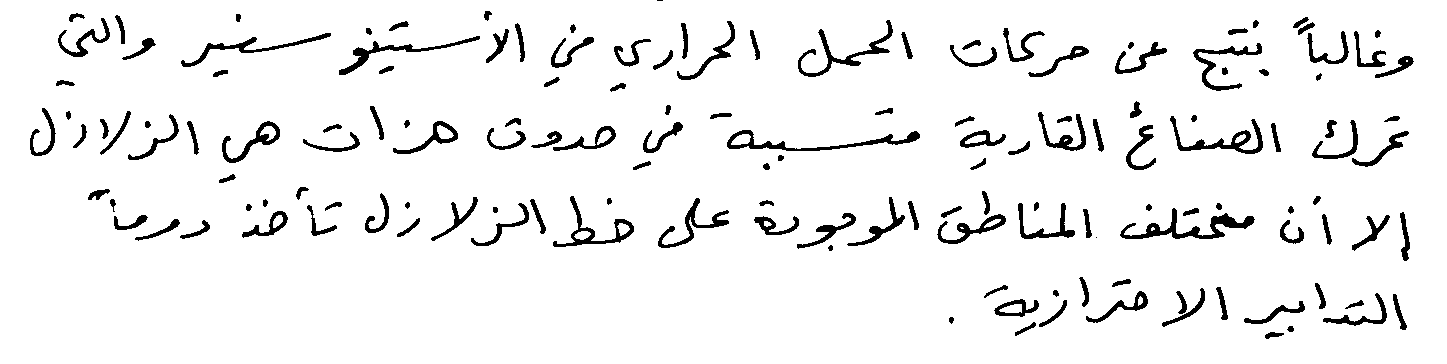 وغالباً ينتج عن حركات الحمل الحراري في الأستينوسفير والتي
تحرك الصفائح القارية متسببة في حدوث هزات هي الزلازل
إلا أن مختلف المناطق الموجودة على خط الزلازل تأخذ دوماً
التدابير الاحترازية .